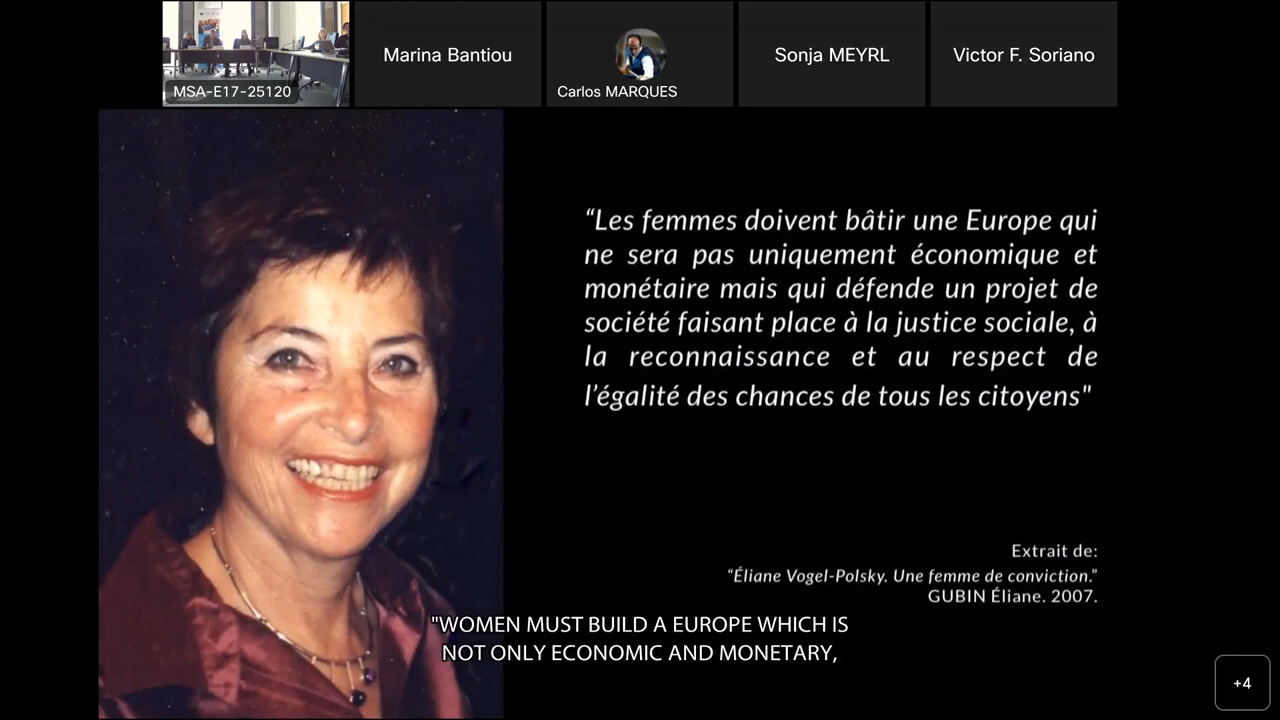 MSA-E17-25120
Marina Bantiou
Carlos MARQUES
Sonja MEYRL
Victor F. Soriano
“Les femmes doivent bâtir une Europe qui
ne sera pas uniquement économique et
monétaire mais qui défende un projet de
société faisant place à la justice sociale, à
la reconnaissance et au respect de
l’égalité des chances de tous les citoyens"
Extrait de:
“Éliane Vogel-Polsky. Une femme de conviction.”
GUBIN Éliane. 2007.
"WOMEN MUST BUILD A EUROPE WHICH IS
NOT ONLY ECONOMIC AND MONETARY,
+4